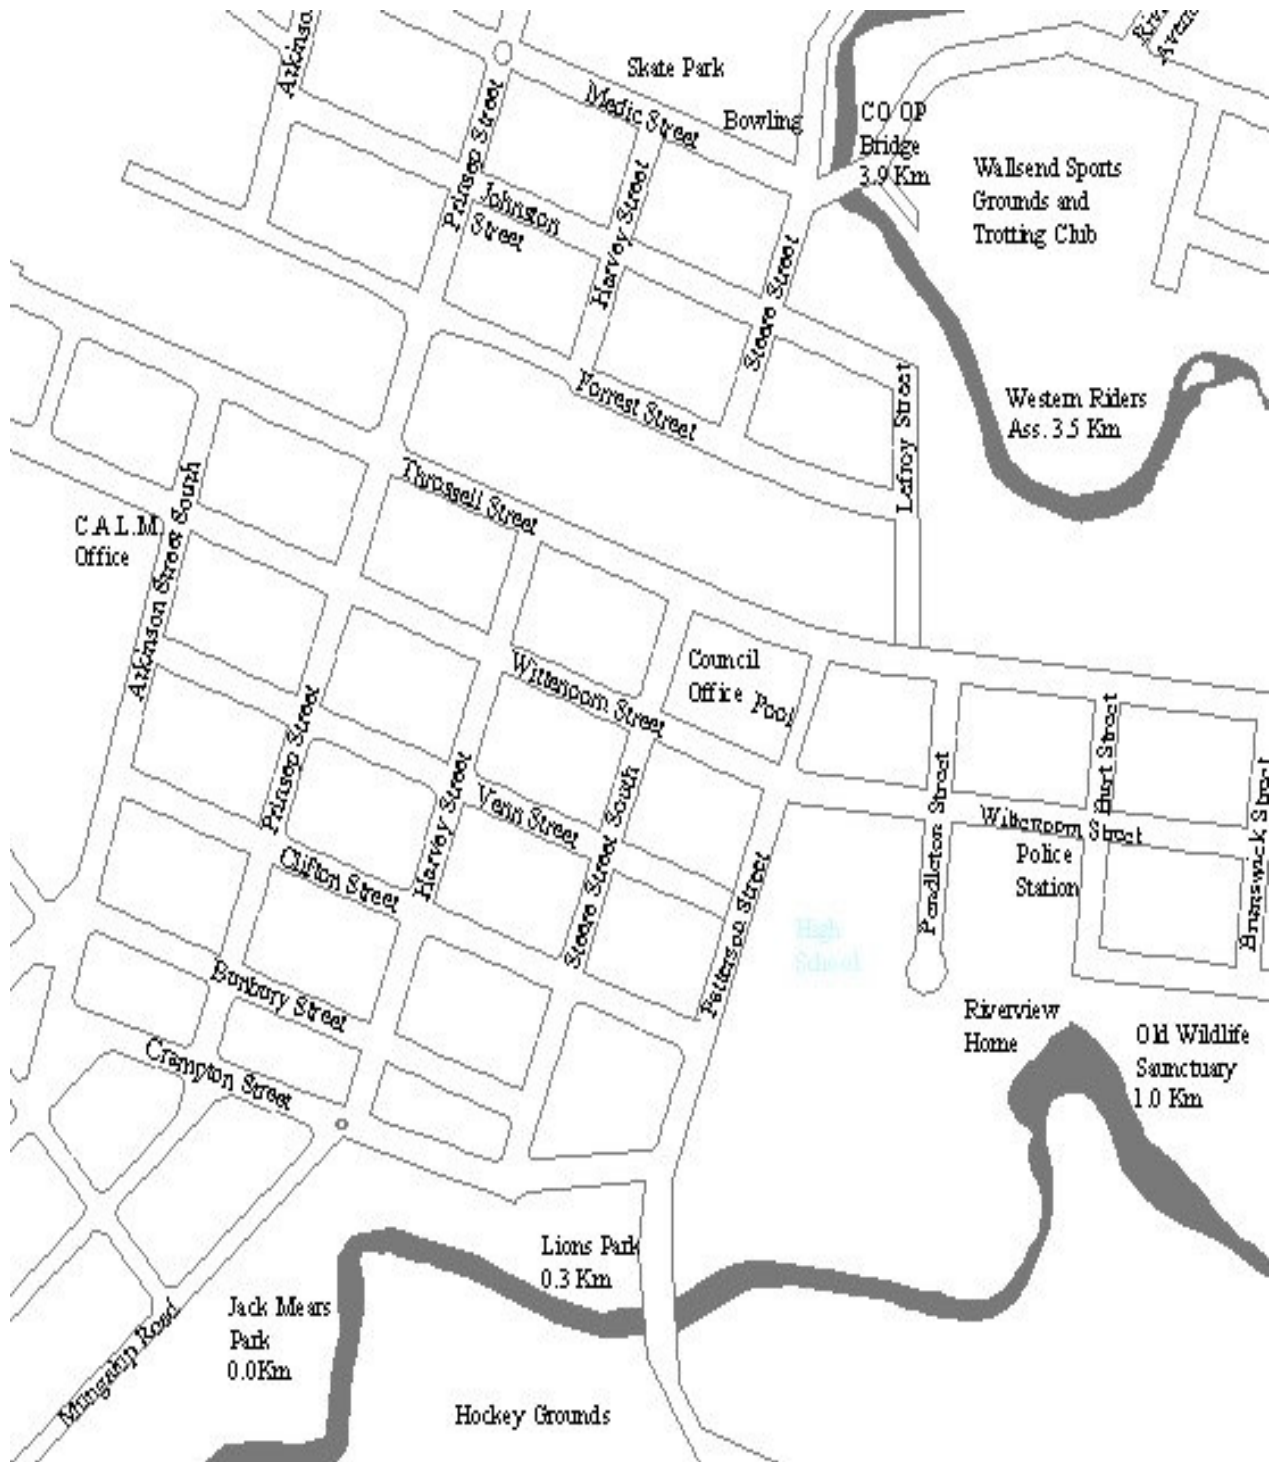 Atkinso
Rive
Avenu
Skate Park
Medic Street
Bowling
CO OP
Bridge
3.9 Km
Prinsep Street
Johnston
Street
Harvey Street
Wallsend Sports
Grounds and
Trotting Club
Steere Street
Forrest Street
Lefroy Street
Western Riders
Ass. 3.5 Km
Throssell Street
C.A.L.M.
Office
Atkinson Street South
Wittenoom Street
Council
Office
Pool
Prinsep Street
Harvey Street
Venn Street
Steere Street South
Pendleton Street
Burt Street
Wittenoom Street
Brunswick Street
Police
Station
Clifton Street
Patterson Street
High
School
Bunbury Street
Riverview
Home
Old Wildlife
Saunctuary
1.0 Km
Crampton Street
Lions Park
0.3 Km
Jack Mears
Park
0.0Km
Mungalup Road
Hockey Grounds